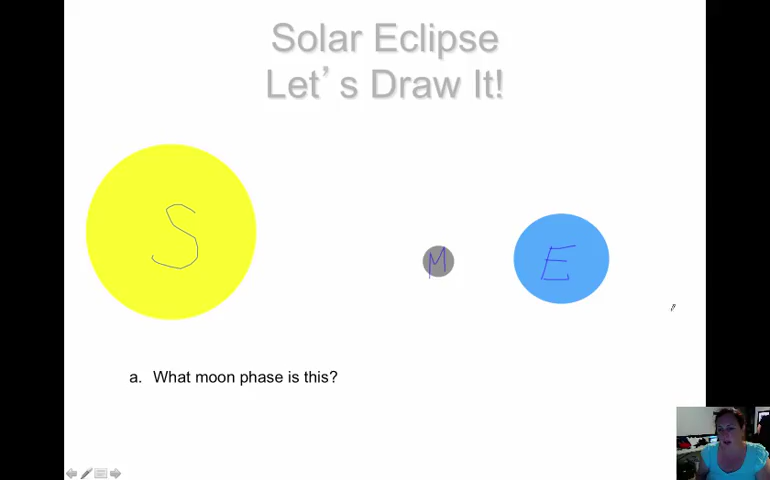 Solar Eclipse
Let's Draw It!
S
M
E
a. What moon phase is this?